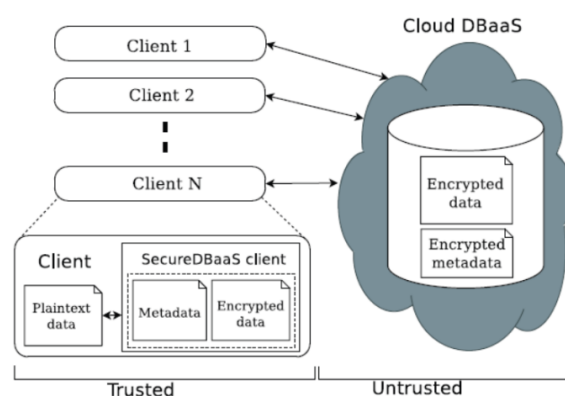 Cloud DBaaS
Client 1
Client 2
Client N
Encrypted
data
Encrypted
metadata
Client
SecureDBaaS client
Plaintext
data
Metadata
Encrypted
data
Trusted
Untrusted